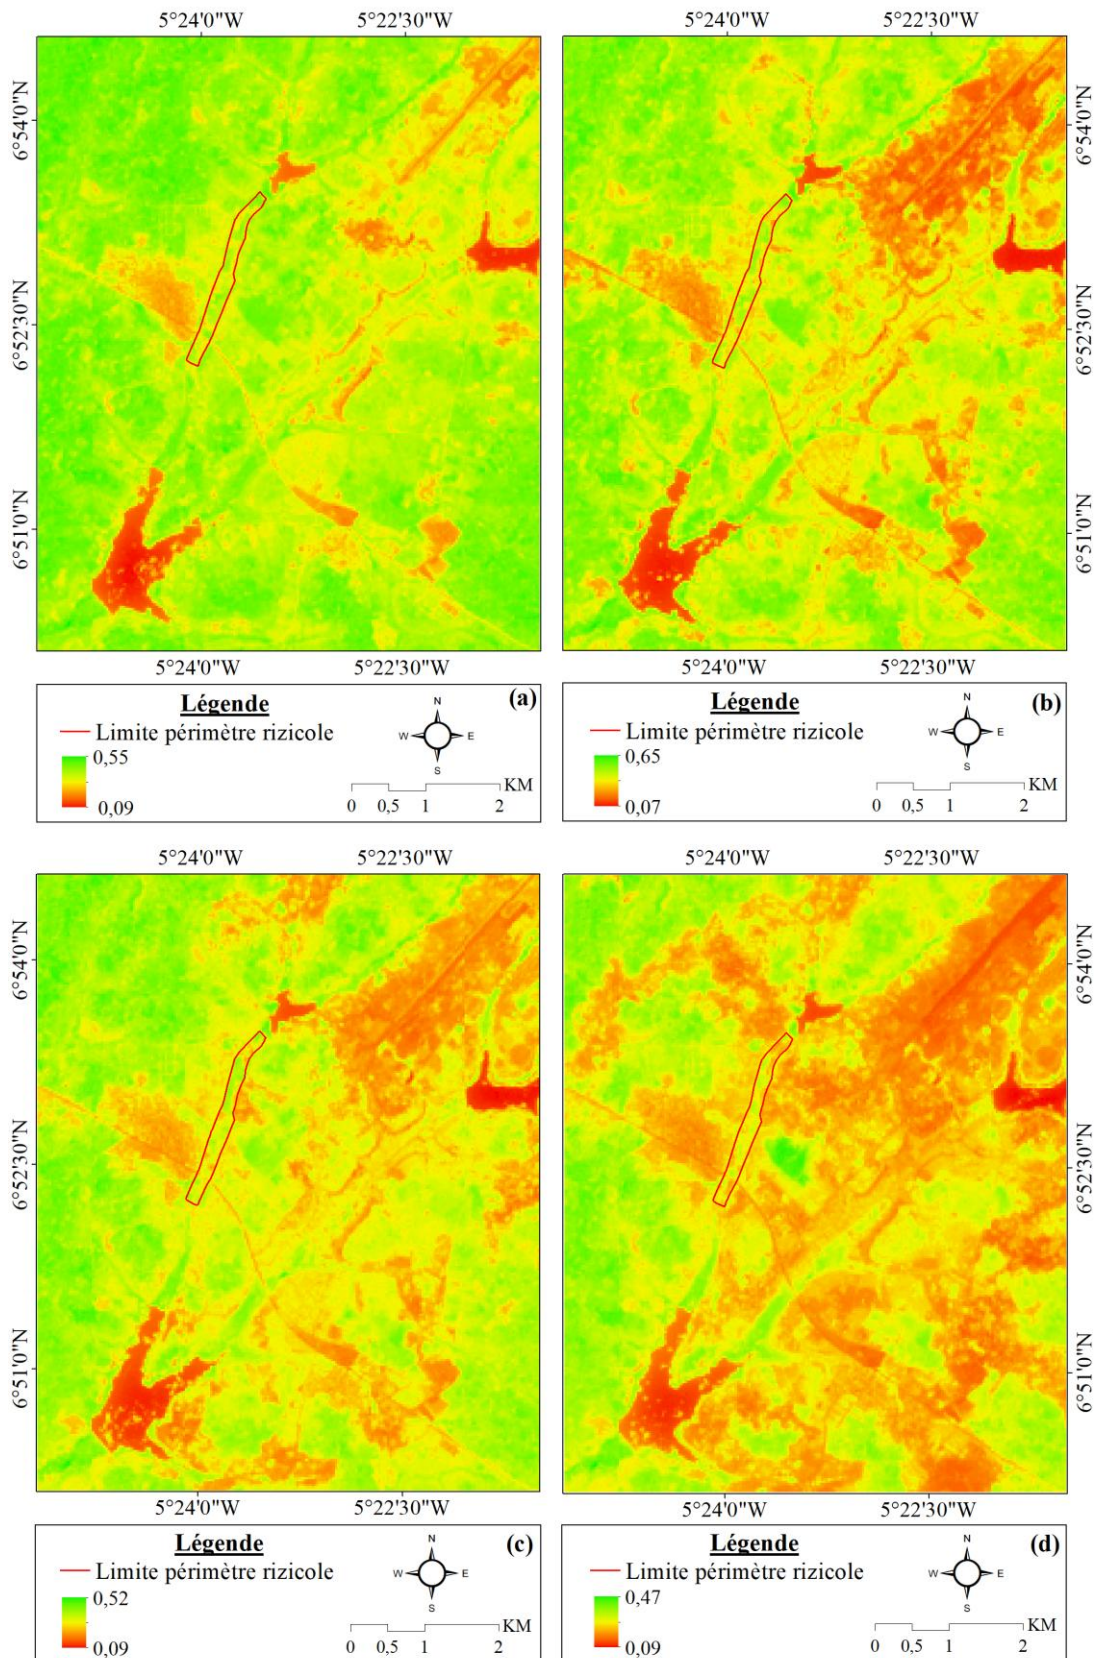 5°24'0"W 5°22'30"W 5°24'0"W 5°22'30"W
6°54'0"N 6°54'0"N
6°52'30"N 6°52'30"N
6°51'0"N 6°51'0"N
5°24'0"W 5°22'30"W 5°24'0"W 5°22'30"W
Légende (a)
Limite périmètre rizicole
0,55
0,09
N
W E
S
KM
0 0,5 1 2
Légende (b)
Limite périmètre rizicole
0,65
0,07
N
W E
S
KM
0 0,5 1 2
5°24'0"W 5°22'30"W 5°24'0"W 5°22'30"W
6°54'0"N 6°54'0"N
6°52'30"N 6°52'30"N
6°51'0"N 6°51'0"N
5°24'0"W 5°22'30"W 5°24'0"W 5°22'30"W
Légende (c)
Limite périmètre rizicole
0,52
0,09
N
W E
S
KM
0 0,5 1 2
Légende (d)
Limite périmètre rizicole
0,47
0,09
N
W E
S
KM
0 0,5 1 2